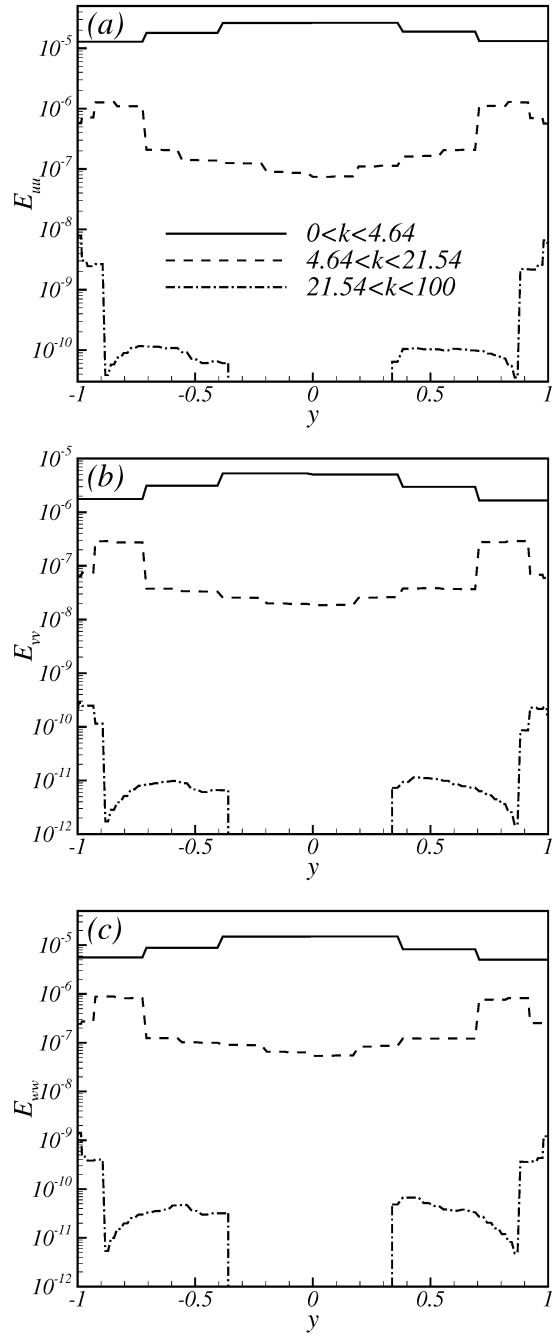 (a)
10⁻⁵
10⁻⁶
10⁻⁷
10⁻⁸
10⁻⁹
10⁻¹⁰
E_uu
0<k<4.64
4.64<k<21.54
21.54<k<100
-1 -0.5 0 0.5 1
y
(b)
10⁻⁵
10⁻⁶
10⁻⁷
10⁻⁸
10⁻⁹
10⁻¹⁰
10⁻¹¹
10⁻¹²
E_vv
-1 -0.5 0 0.5 1
y
(c)
10⁻⁵
10⁻⁶
10⁻⁷
10⁻⁸
10⁻⁹
10⁻¹⁰
10⁻¹¹
10⁻¹²
E_ww
-1 -0.5 0 0.5 1
y